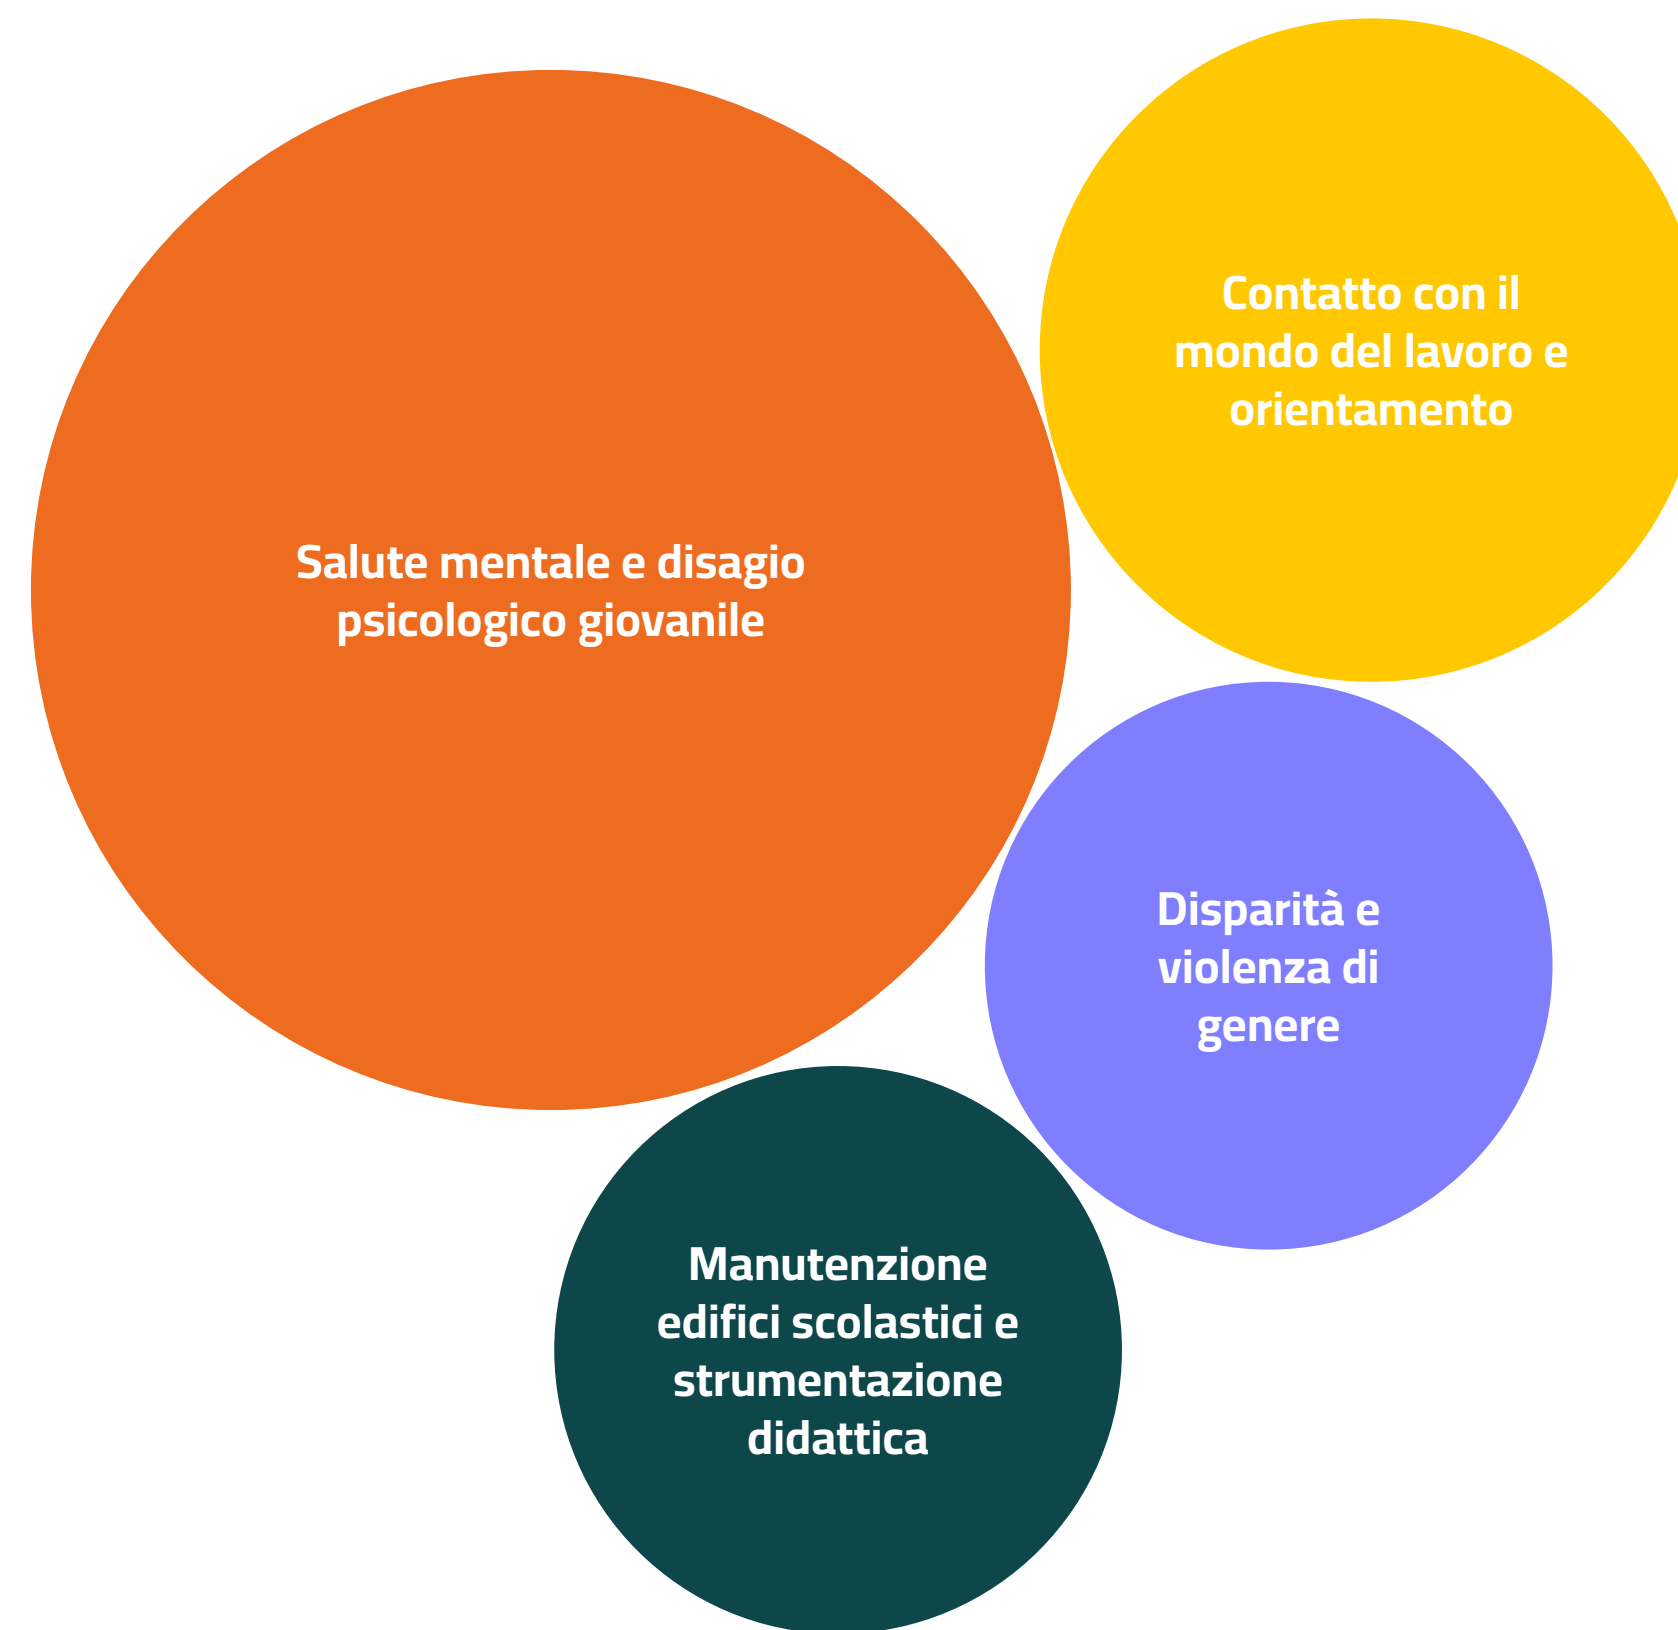 Contatto con il
mondo del lavoro e
orientamento
Salute mentale e disagio
psicologico giovanile
Disparità e
violenza di
genere
Manutenzione
edifici scolastici e
strumentazione
didattica